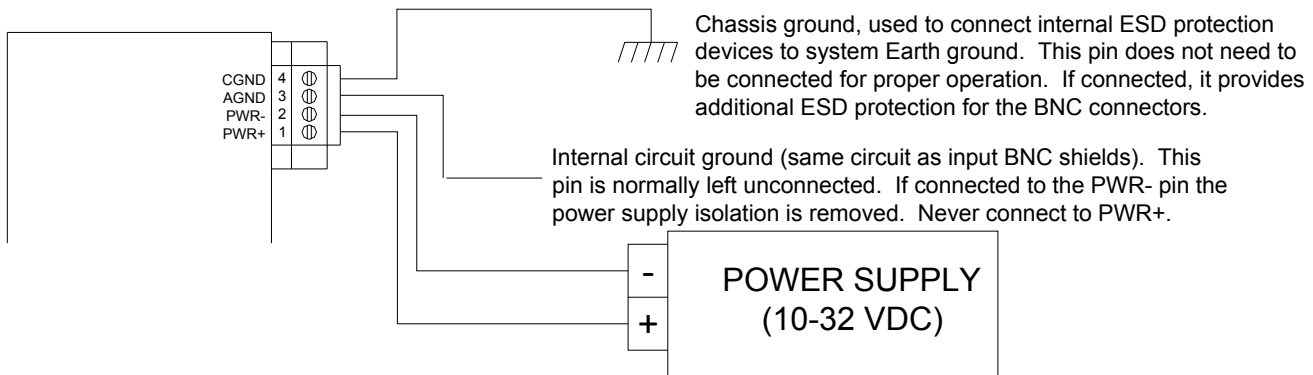 Chassis ground, used to connect internal ESD protection
devices to system Earth ground.  This pin does not need to
be connected for proper operation.  If connected, it provides
additional ESD protection for the BNC connectors.
CGND 4
AGND 3
PWR- 2
PWR+ 1
Internal circuit ground (same circuit as input BNC shields).  This
pin is normally left unconnected.  If connected to the PWR- pin the
power supply isolation is removed.  Never connect to PWR+.
-
POWER SUPPLY
+
(10-32 VDC)